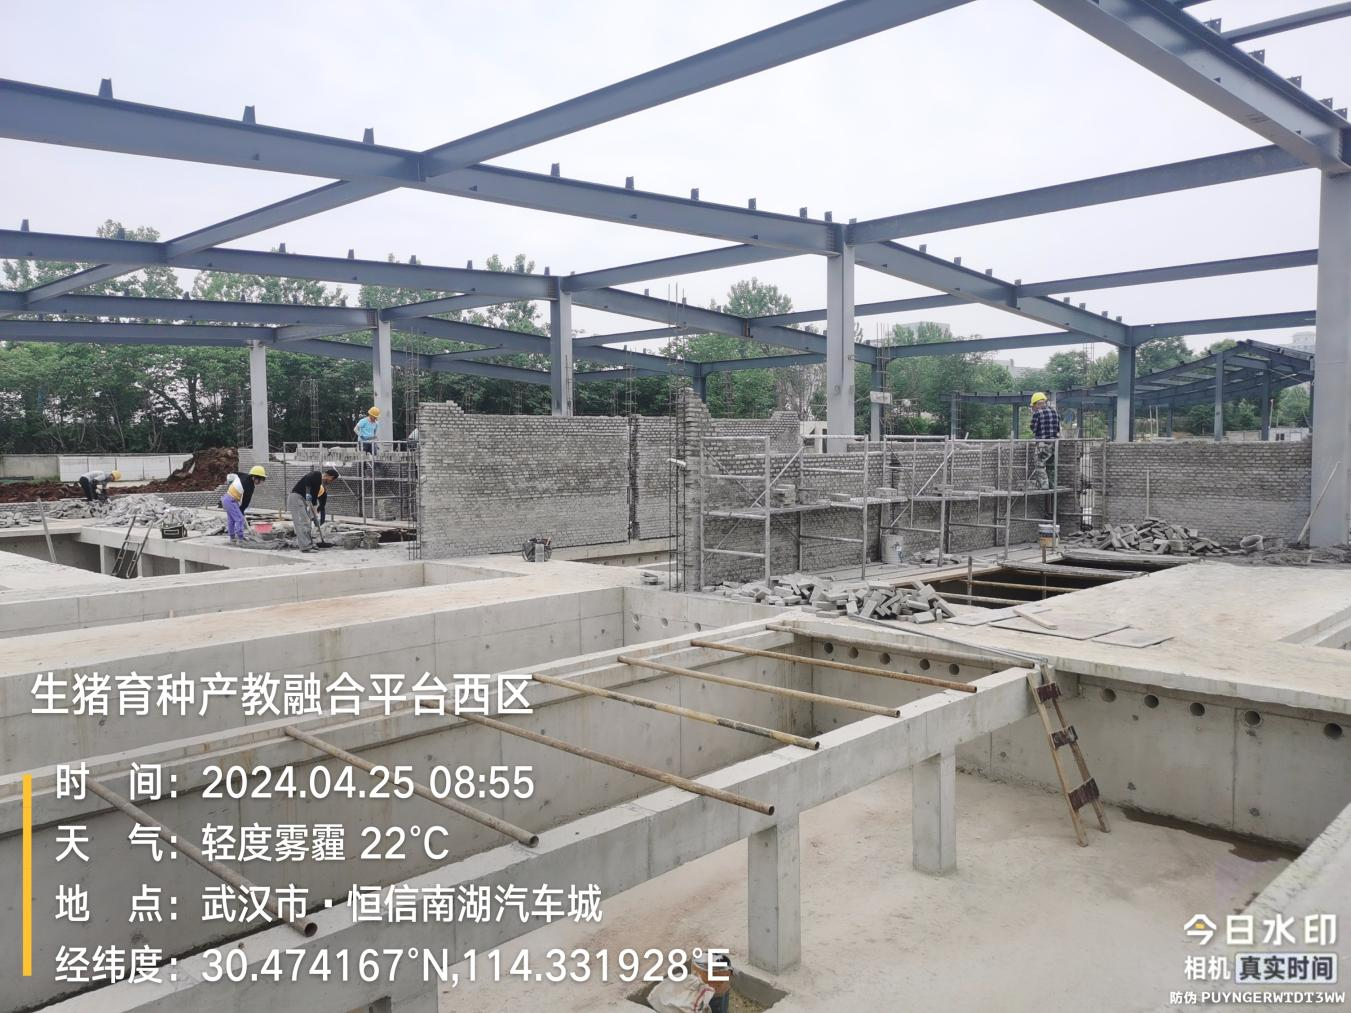 生猪育种产教融合平台西区
时 间：2024.04.25 08:55
天 气：轻度雾霾 22℃
地 点：武汉市·恒信南湖汽车城
经纬度：30.474167°N,114.331928°E
今日水印
相机 真实时间
防伪 PUYNGERWTDT3WW